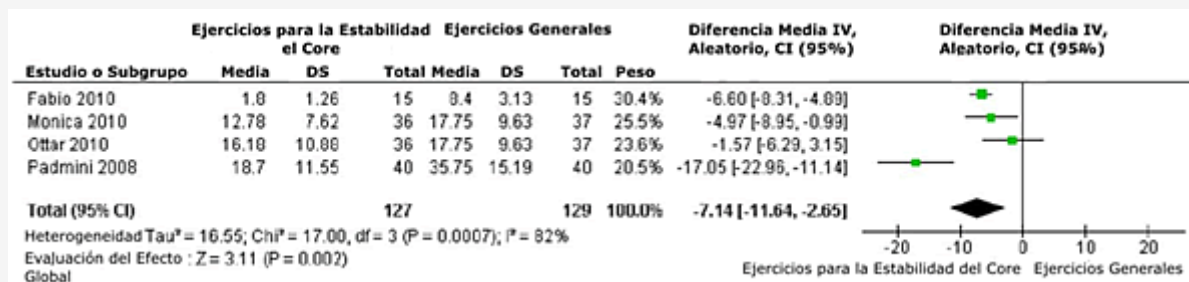 Ejercicios para la Estabilidad el Core Ejercicios Generales Diferencia Media IV, Aleatorio, CI (95%) Diferencia Media IV, Aleatorio, CI (95%)
Estudio o Subgrupo Media DS Total Media DS Total Peso
Fabio 2010 1.8 1.26 15 8.4 3.13 15 30.4% -6.60 [-8.31, -4.89]
Monica 2010 12.78 7.62 36 17.75 9.63 37 25.5% -4.97 [-8.95, -0.99]
Ottar 2010 16.18 10.88 36 17.75 9.63 37 23.6% -1.57 [-6.29, 3.15]
Padmini 2008 18.7 11.55 40 35.75 15.19 40 20.5% -17.05 [-22.96, -11.14]
Total (95% CI) 127 129 100.0% -7.14 [-11.64, -2.65]
Heterogeneidad Tau² = 16.55; Chi² = 17.00, df = 3 (P = 0.0007); I² = 82%
Evaluación del Efecto : Z = 3.11 (P = 0.002)
Global
-20 -10 0 10 20
Ejercicios para la Estabilidad del Core Ejercicios Generales